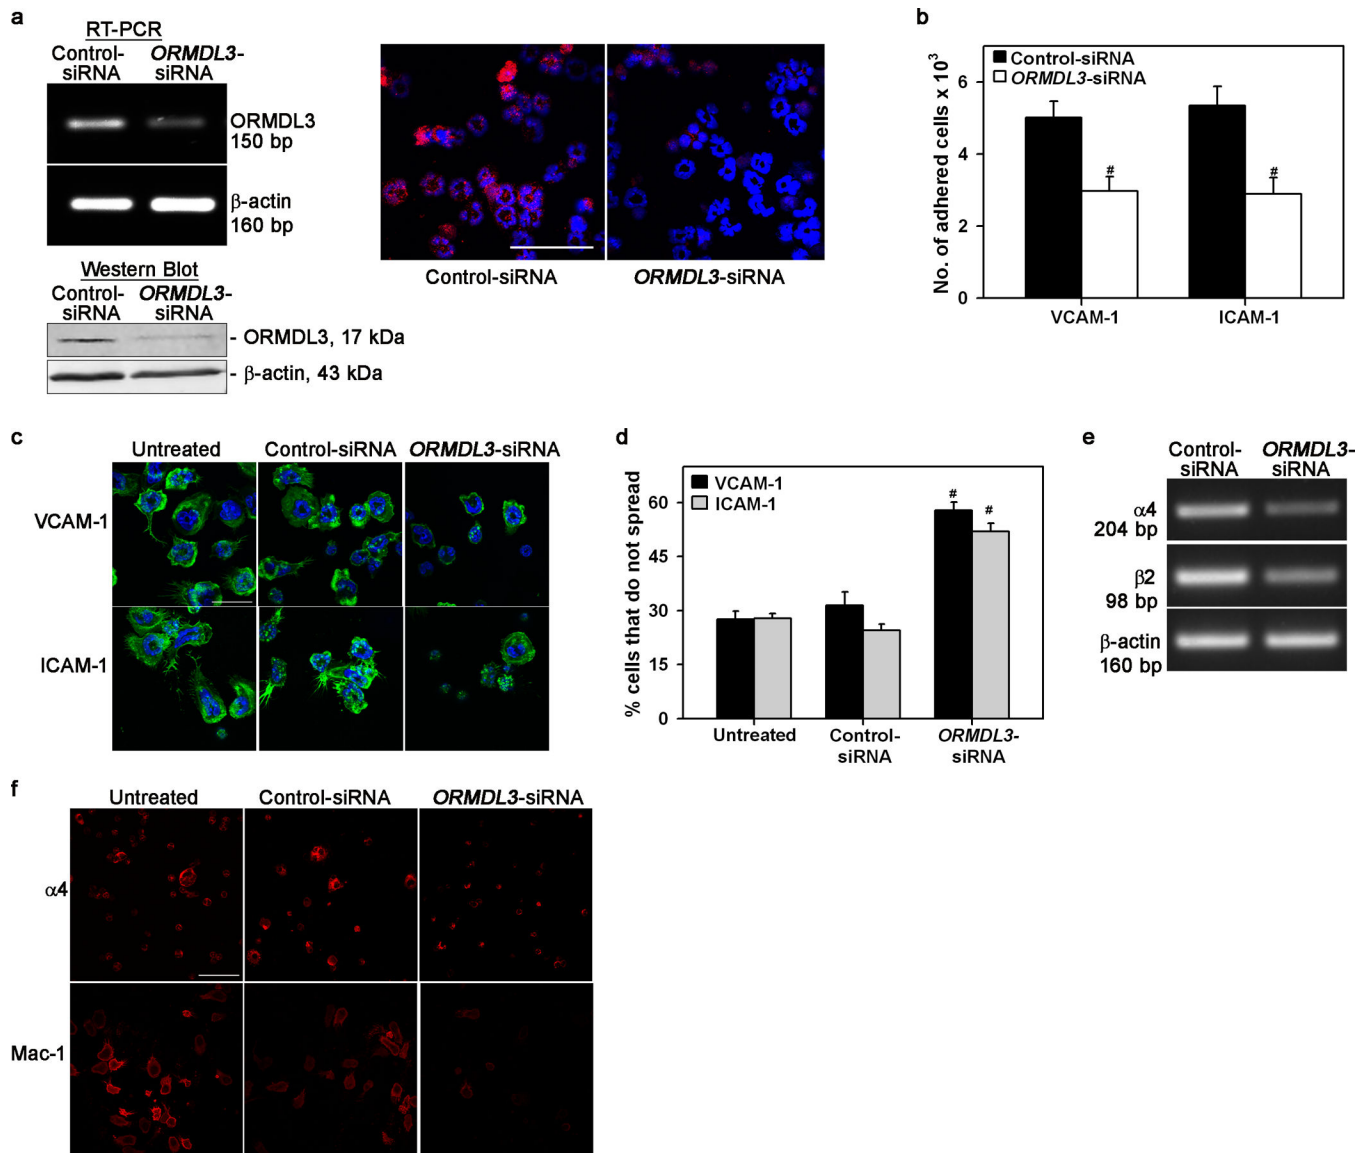 a
RT-PCR
Control-
siRNA
ORMDL3-
siRNA
ORMDL3
150 bp
β-actin
160 bp
Western Blot
Control-
siRNA
ORMDL3-
siRNA
- ORMDL3, 17 kDa
- β-actin, 43 kDa
Control-siRNA
ORMDL3-siRNA
b
No. of adhered cells x 10³
6
4
2
0
Control-siRNA
ORMDL3-siRNA
#
#
VCAM-1
ICAM-1
c
Untreated
Control-siRNA
ORMDL3-siRNA
VCAM-1
ICAM-1
d
% cells that do not spread
60
45
30
15
0
VCAM-1
ICAM-1
#
#
Untreated
Control-
siRNA
ORMDL3-
siRNA
e
Control-
siRNA
ORMDL3-
siRNA
α4
204 bp
β2
98 bp
β-actin
160 bp
f
Untreated
Control-siRNA
ORMDL3-siRNA
α4
Mac-1